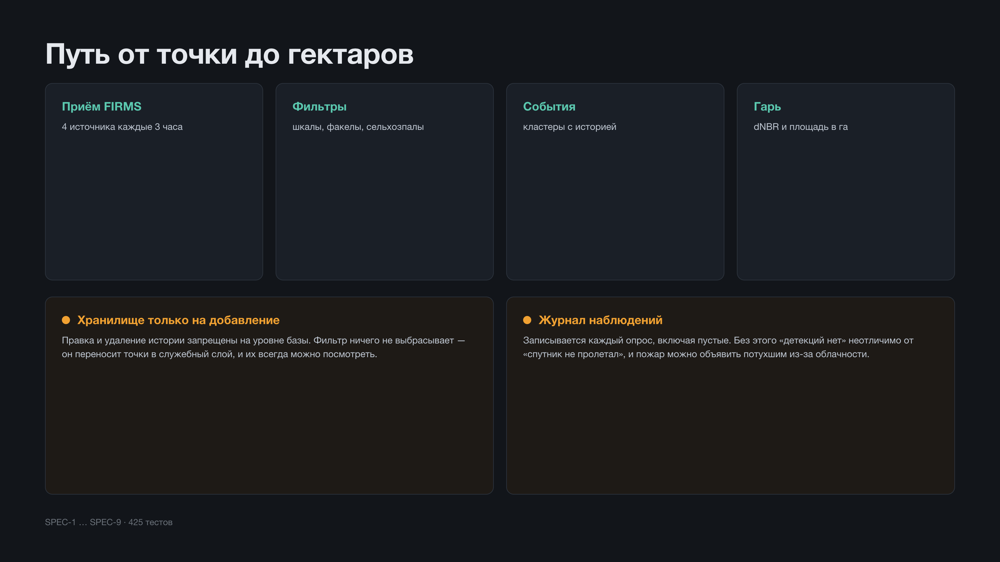 Путь от точки до гектаров
Приём FIRMS
4 источника каждые 3 часа
Фильтры
шкалы, факелы, сельхозпалы
События
кластеры с историей
Гарь
dNBR и площадь в га
Хранилище только на добавление
Правка и удаление истории запрещены на уровне базы. Фильтр ничего не выбрасывает —
он переносит точки в служебный слой, и их всегда можно посмотреть.
Журнал наблюдений
Записывается каждый опрос, включая пустые. Без этого «детекций нет» неотличимо от
«спутник не пролетал», и пожар можно объявить потухшим из-за облачности.
SPEC-1 … SPEC-9 · 425 тестов